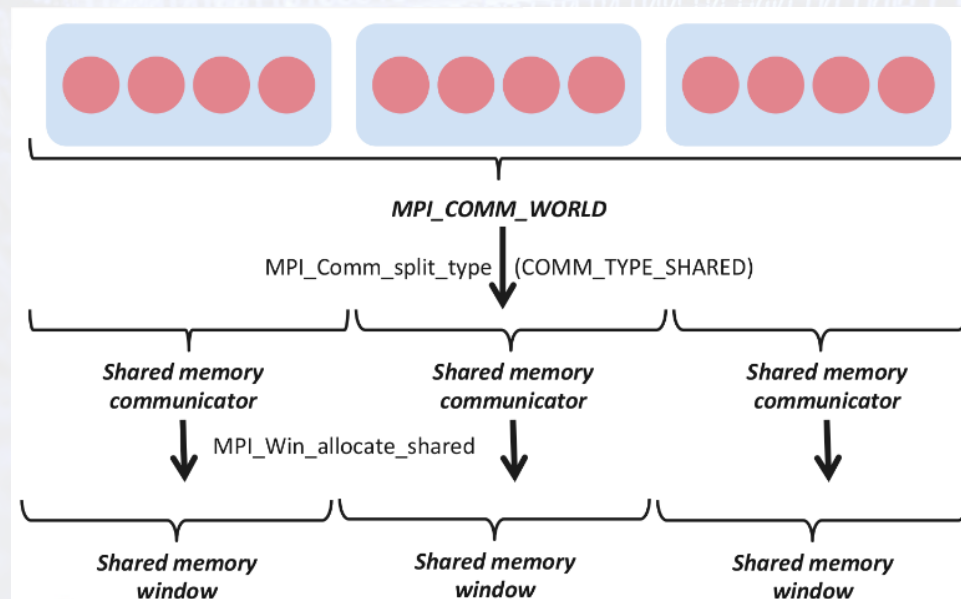 MPI_COMM_WORLD
MPI_Comm_split_type (COMM_TYPE_SHARED)
Shared memory communicator
Shared memory communicator
Shared memory communicator
MPI_Win_allocate_shared
Shared memory window
Shared memory window
Shared memory window